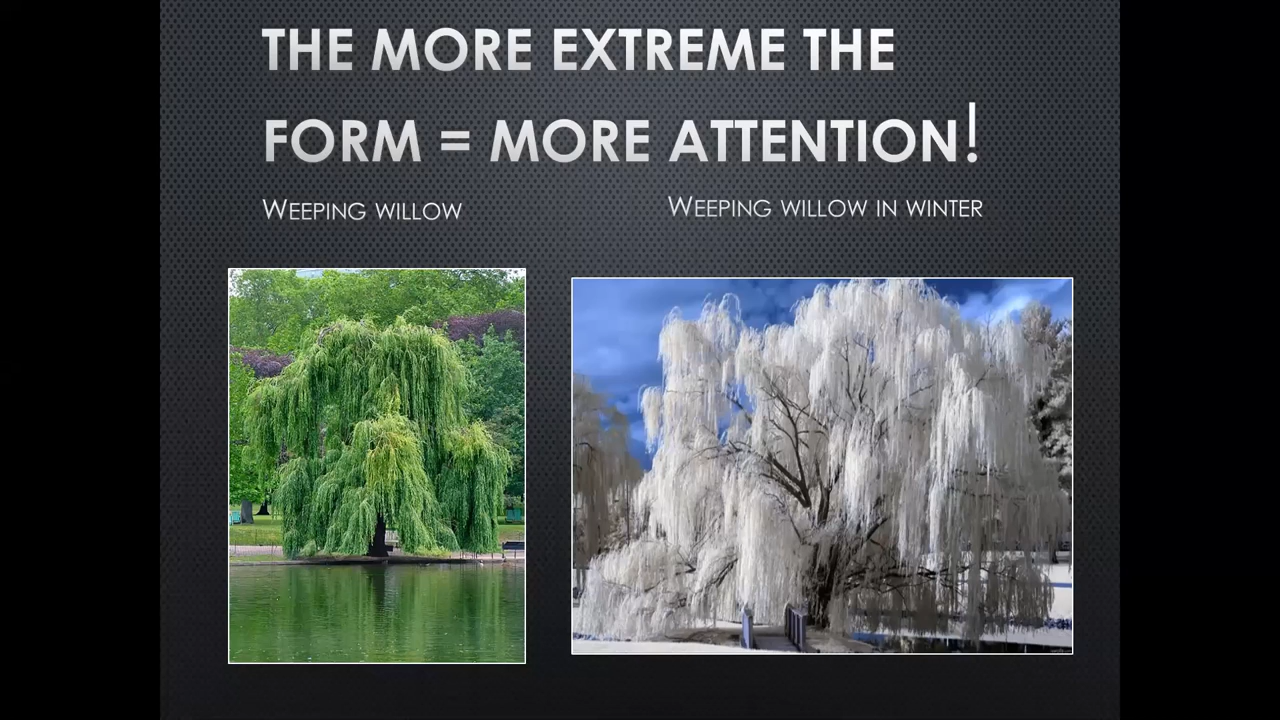 THE MORE EXTREME THE
FORM = MORE ATTENTION!
WEEPING WILLOW
WEEPING WILLOW IN WINTER